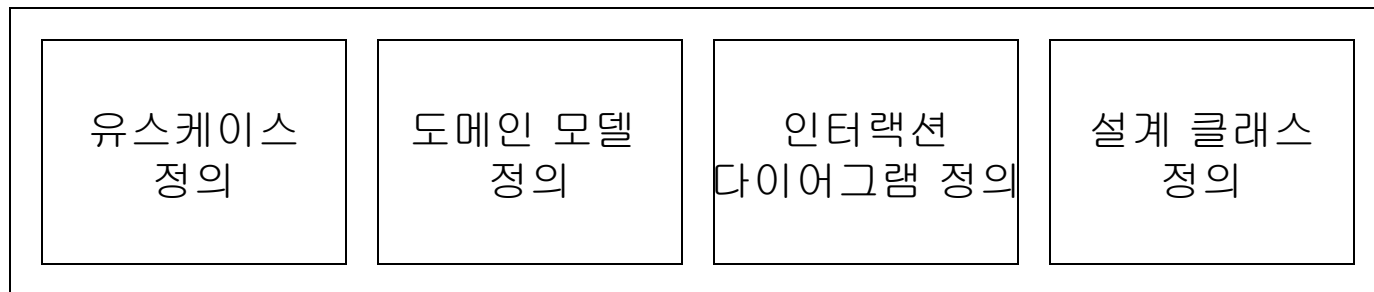 유스케이스
정의
도메인 모델
정의
인터랙션
다이어그램 정의
설계 클래스
정의